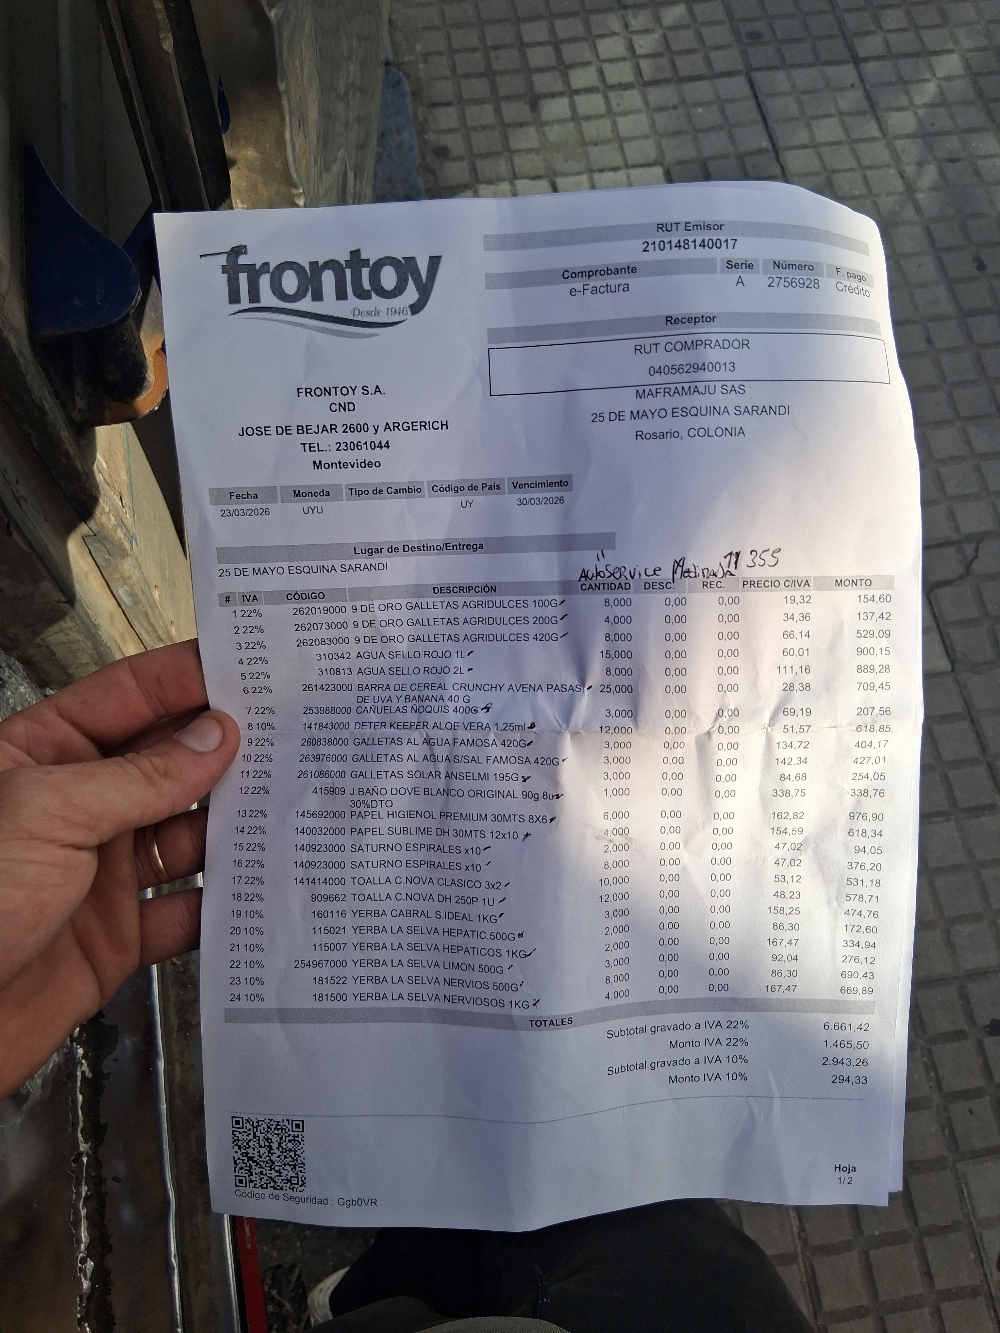 frontoy
Desde 1946
RUT Emisor
210148140017
Comprobante Serie Número F. pago
e-Factura A 2756928 Crédito
Receptor
RUT COMPRADOR
040562940013
MAFRAMAJU SAS
25 DE MAYO ESQUINA SARANDI
Rosario, COLONIA
FRONTOY S.A.
CND
JOSE DE BEJAR 2600 y ARGERICH
TEL.: 23061044
Montevideo
Fecha Moneda Tipo de Cambio Código de País Vencimiento
23/03/2026 UYU UY 30/03/2026
Lugar de Destino/Entrega
25 DE MAYO ESQUINA SARANDI
AutoService 11 355
# IVA CÓDIGO DESCRIPCIÓN CANTIDAD DESC. REC. PRECIO C/IVA MONTO
1 22% 262019000 9 DE ORO GALLETAS AGRIDULCES 100G 8,000 0,00 0,00 19,32 154,60
2 22% 262073000 9 DE ORO GALLETAS AGRIDULCES 200G 4,000 0,00 0,00 34,36 137,42
3 22% 262083000 9 DE ORO GALLETAS AGRIDULCES 420G 8,000 0,00 0,00 66,14 529,09
4 22% 310342 AGUA SELLO ROJO 1L 15,000 0,00 0,00 60,01 900,15
5 22% 310813 AGUA SELLO ROJO 2L 8,000 0,00 0,00 111,16 889,28
6 22% 261423000 BARRA DE CEREAL CRUNCHY AVENA PASAS 25,000 0,00 0,00 28,38 709,45
DE UVA Y BANANA 40 G
7 22% 253988000 CAÑUELAS ÑOQUIS 400G 3,000 0,00 0,00 69,19 207,56
8 10% 141843000 DETER KEEPER ALOE VERA 1,25ml 12,000 0,00 0,00 51,57 618,85
9 22% 260838000 GALLETAS AL AGUA FAMOSA 420G 3,000 0,00 0,00 134,72 404,17
10 22% 263976000 GALLETAS AL AGUA S/SAL FAMOSA 420G 3,000 0,00 0,00 142,34 427,01
11 22% 261086000 GALLETAS SOLAR ANSELMI 195G 3,000 0,00 0,00 84,68 254,05
12 22% 415909 J.BAÑO DOVE BLANCO ORIGINAL 90g 8u 1,000 0,00 0,00 338,75 338,76
30%DTO
13 22% 145692000 PAPEL HIGIENOL PREMIUM 30MTS 8X6 6,000 0,00 0,00 162,82 976,90
14 22% 140032000 PAPEL SUBLIME DH 30MTS 12x10 4,000 0,00 0,00 154,59 618,34
15 22% 140923000 SATURNO ESPIRALES x10 2,000 0,00 0,00 47,02 94,05
16 22% 140923000 SATURNO ESPIRALES x10 8,000 0,00 0,00 47,02 376,20
17 22% 141414000 TOALLA C.NOVA CLASICO 3x2 10,000 0,00 0,00 53,12 531,18
18 22% 909662 TOALLA C.NOVA DH 250P 1U 12,000 0,00 0,00 48,23 578,71
19 10% 160116 YERBA CABRAL S.IDEAL 1KG 3,000 0,00 0,00 158,25 474,76
20 10% 115021 YERBA LA SELVA HEPATIC.500G 2,000 0,00 0,00 86,30 172,60
21 10% 115007 YERBA LA SELVA HEPATICOS 1KG 2,000 0,00 0,00 167,47 334,94
22 10% 254967000 YERBA LA SELVA LIMON 500G 3,000 0,00 0,00 92,04 276,12
23 10% 181522 YERBA LA SELVA NERVIOS 500G 8,000 0,00 0,00 86,30 690,43
24 10% 181500 YERBA LA SELVA NERVIOSOS 1KG 4,000 0,00 0,00 167,47 669,89
TOTALES
Subtotal gravado a IVA 22% 6.661,42
Monto IVA 22% 1.465,50
Subtotal gravado a IVA 10% 2.943,26
Monto IVA 10% 294,33
Código de Seguridad : Ggb0VR
Hoja
1/2